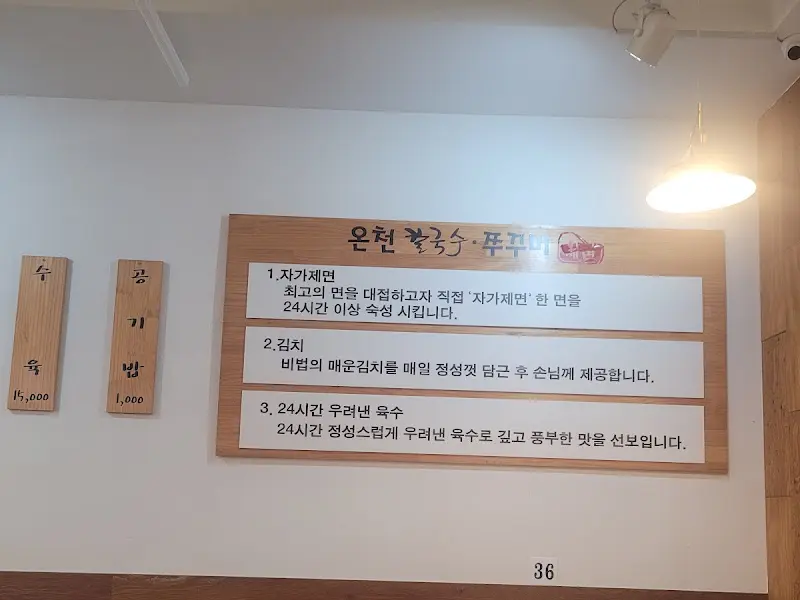 수육
15,000
공기밥
1,000
온천 칼국수·쭈꾸미
1.자가제면
최고의 면을 대접하고자 직접 '자가제면' 한 면을
24시간 이상 숙성 시킵니다.
2.김치
비법의 매운김치를 매일 정성껏 담근 후 손님께 제공합니다.
3. 24시간 우려낸 육수
24시간 정성스럽게 우려낸 육수로 깊고 풍부한 맛을 선보입니다.
36